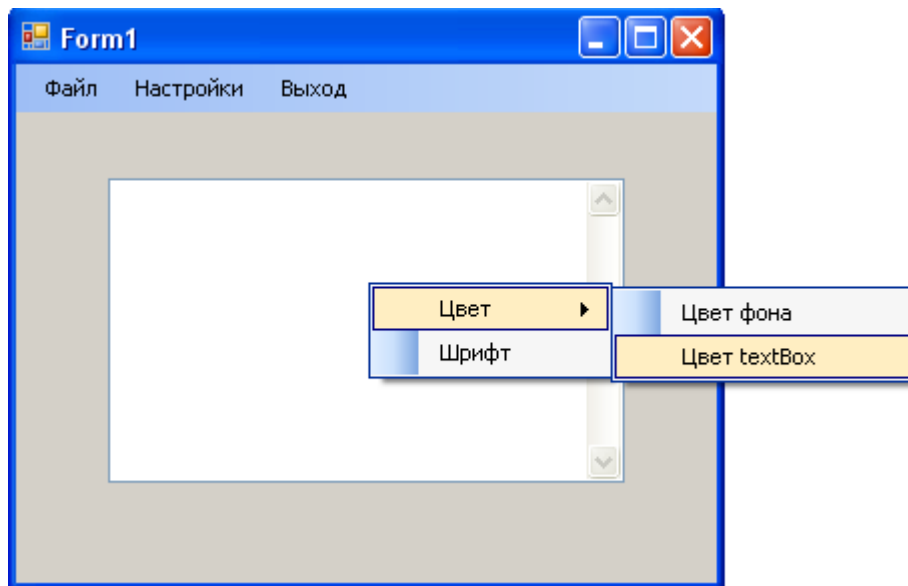 Form1
Файл Настройки Выход
Цвет
Цвет фона
Шрифт
Цвет textBox